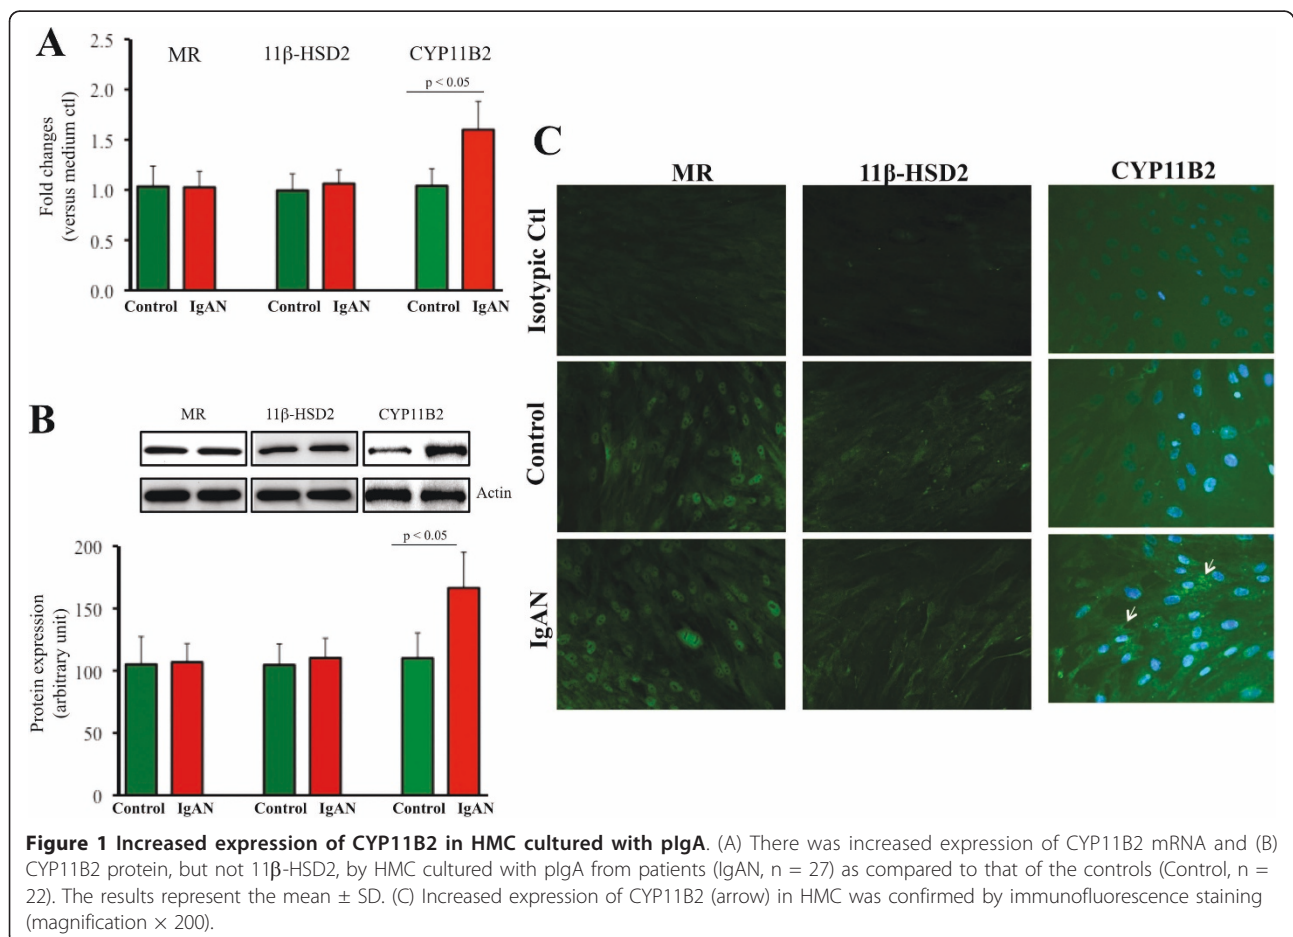 A
2.5
2.0
1.5
1.0
0.5
0.0
Fold changes
(versus medium ctl)
MR
11β-HSD2
CYP11B2
p < 0.05
Control IgAN
Control IgAN
Control IgAN
B
MR
11β-HSD2
CYP11B2
Actin
200
150
100
50
0
Protein expression
(arbitrary unit)
p < 0.05
Control IgAN
Control IgAN
Control IgAN
C
MR
11β-HSD2
CYP11B2
Isotypic Ctl
Control
IgAN
Figure 1 Increased expression of CYP11B2 in HMC cultured with pIgA. (A) There was increased expression of CYP11B2 mRNA and (B)
CYP11B2 protein, but not 11β-HSD2, by HMC cultured with pIgA from patients (IgAN, n = 27) as compared to that of the controls (Control, n =
22). The results represent the mean ± SD. (C) Increased expression of CYP11B2 (arrow) in HMC was confirmed by immunofluorescence staining
(magnification × 200).